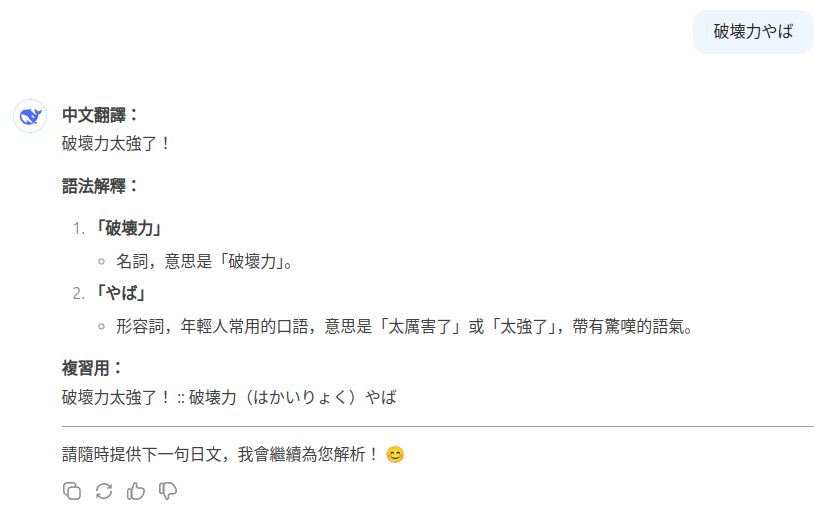 破壊力やば
中文翻譯：
破壞力太強了！
語法解釋：
1. 「破壊力」
名詞，意思是「破壞力」。
2. 「やば」
形容詞，年輕人常用的口語，意思是「太厲害了」或「太強了」，帶有驚嘆的語氣。
複習用：
破壞力太強了！ :: 破壊力（はかいりょく）やば
請隨時提供下一句日文，我會繼續為您解析！ 😊